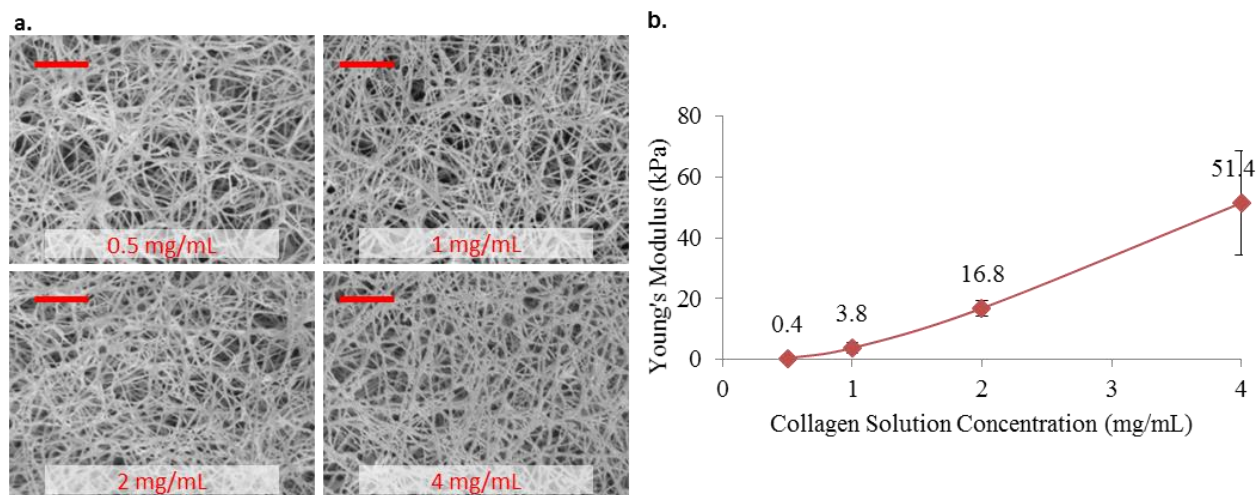 a.
0.5 mg/mL
1 mg/mL
2 mg/mL
4 mg/mL
b.
Young's Modulus (kPa)
80
60
40
20
0
0.4
3.8
16.8
51.4
0 1 2 3 4
Collagen Solution Concentration (mg/mL)